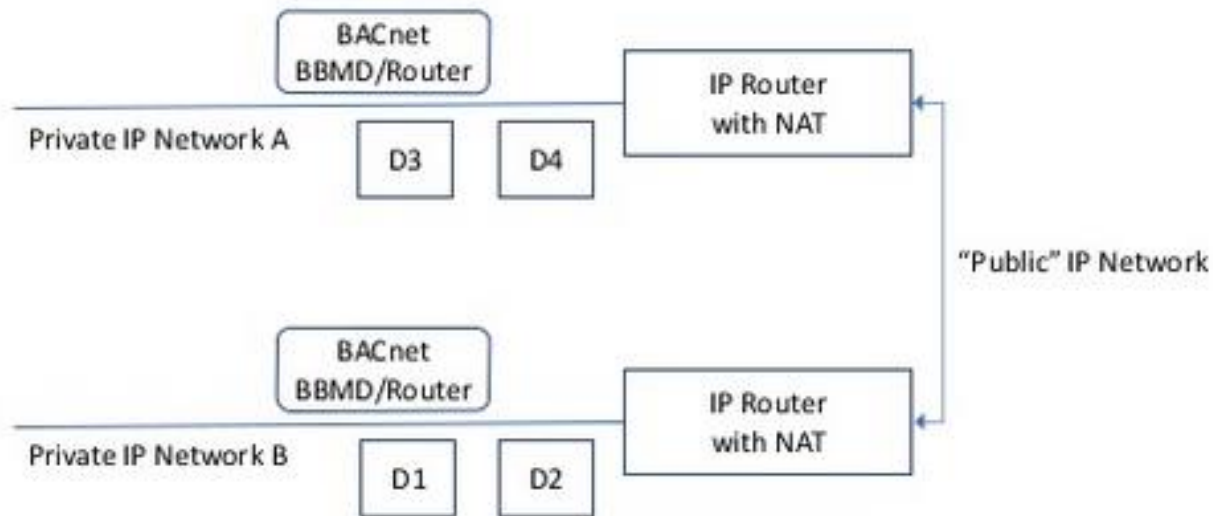 BACnet
BBMD/Router
IP Router
with NAT
Private IP Network A
D3
D4
“Public” IP Network
BACnet
BBMD/Router
IP Router
with NAT
Private IP Network B
D1
D2